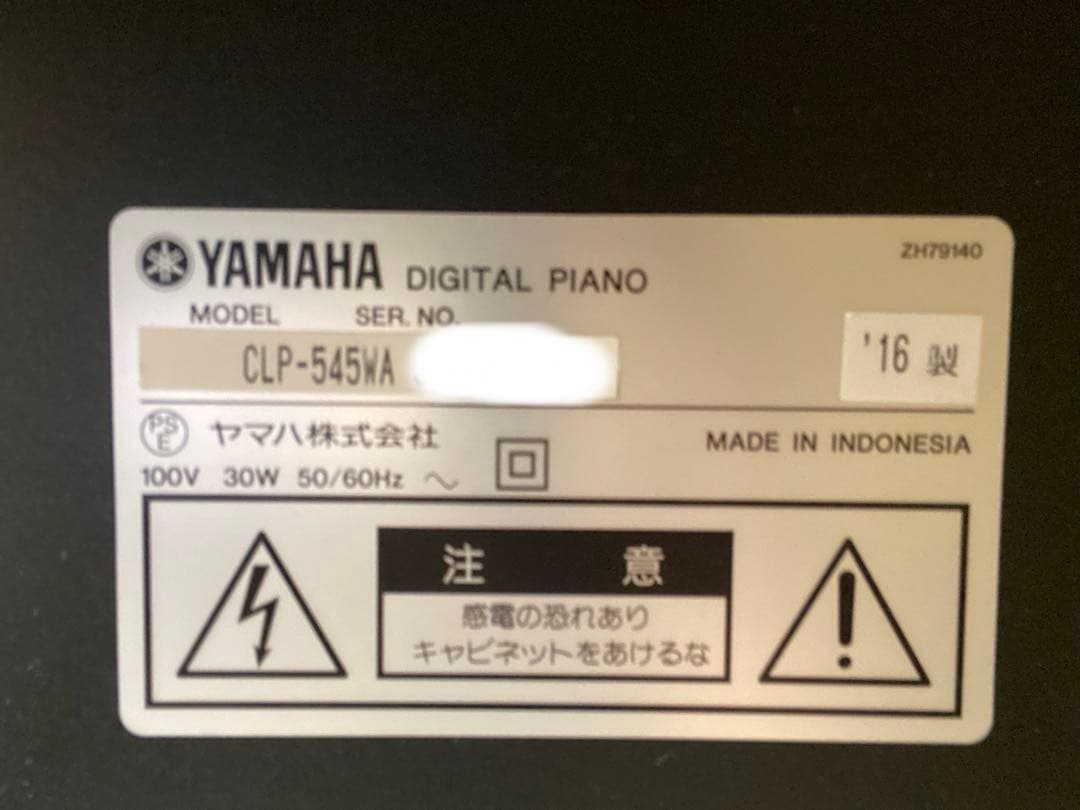 YAMAHA DIGITAL PIANO
ZH79140
MODEL SER. NO.
CLP-545WA
'16 製
PSE ヤマハ株式会社
MADE IN INDONESIA
100V 30W 50/60Hz ～
注意
感電の恐れあり
キャビネットをあけるな